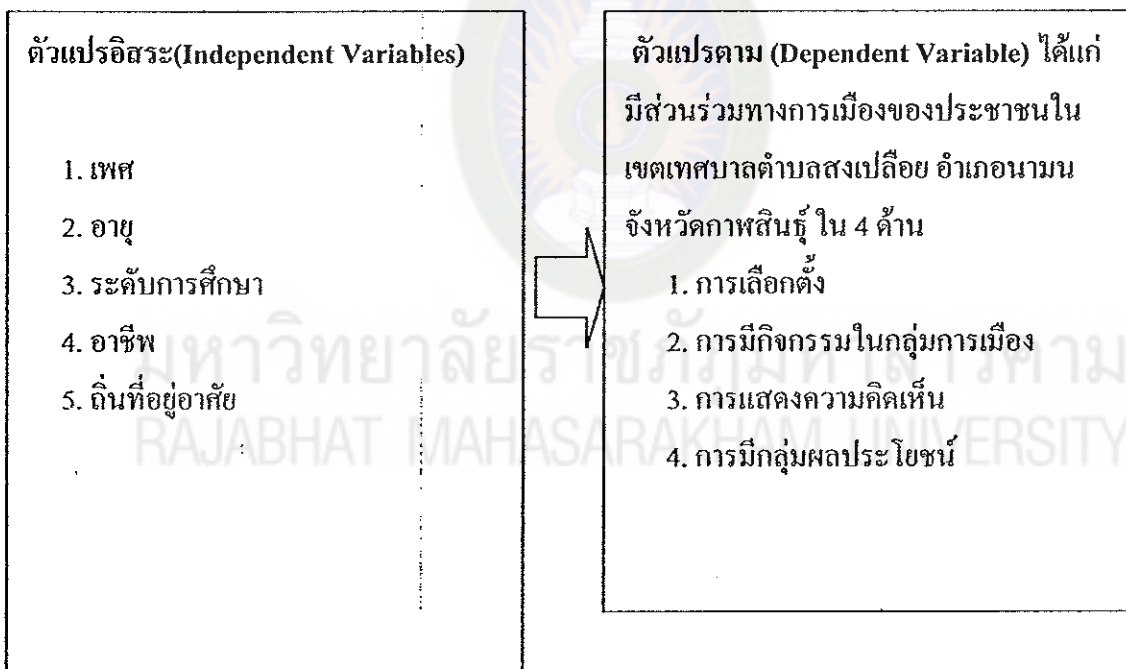 ตัวแปรอิสระ(Independent Variables)
1. เพศ
2. อายุ
3. ระดับการศึกษา
4. อาชีพ
5. ถิ่นที่อยู่อาศัย
ตัวแปรตาม (Dependent Variable) ได้แก่
มีส่วนร่วมทางการเมืองของประชาชนใน
เขตเทศบาลตำบลสงเปลือย อำเภอนามน
จังหวัดกาฬสินธุ์ ใน 4 ด้าน
1. การเลือกตั้ง
2. การมีกิจกรรมในกลุ่มการเมือง
3. การแสดงความคิดเห็น
4. การมีกลุ่มผลประโยชน์
มหาวิทยาลัยราชภัฏมหาสารคาม
RAJABHAT MAHASARAKHAM UNIVERSITY